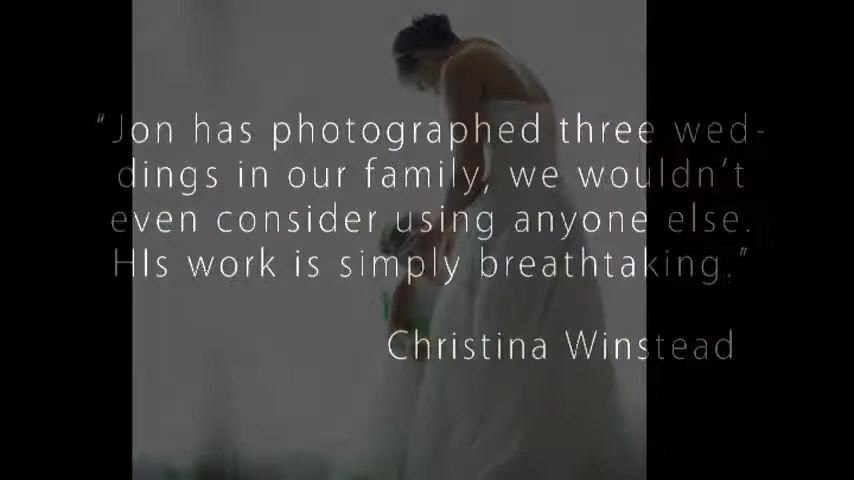 “Jon has photographed three wed-
dings in our family, we wouldn’t
even consider using anyone else.
HIs work is simply breathtaking.”
Christina Winstead